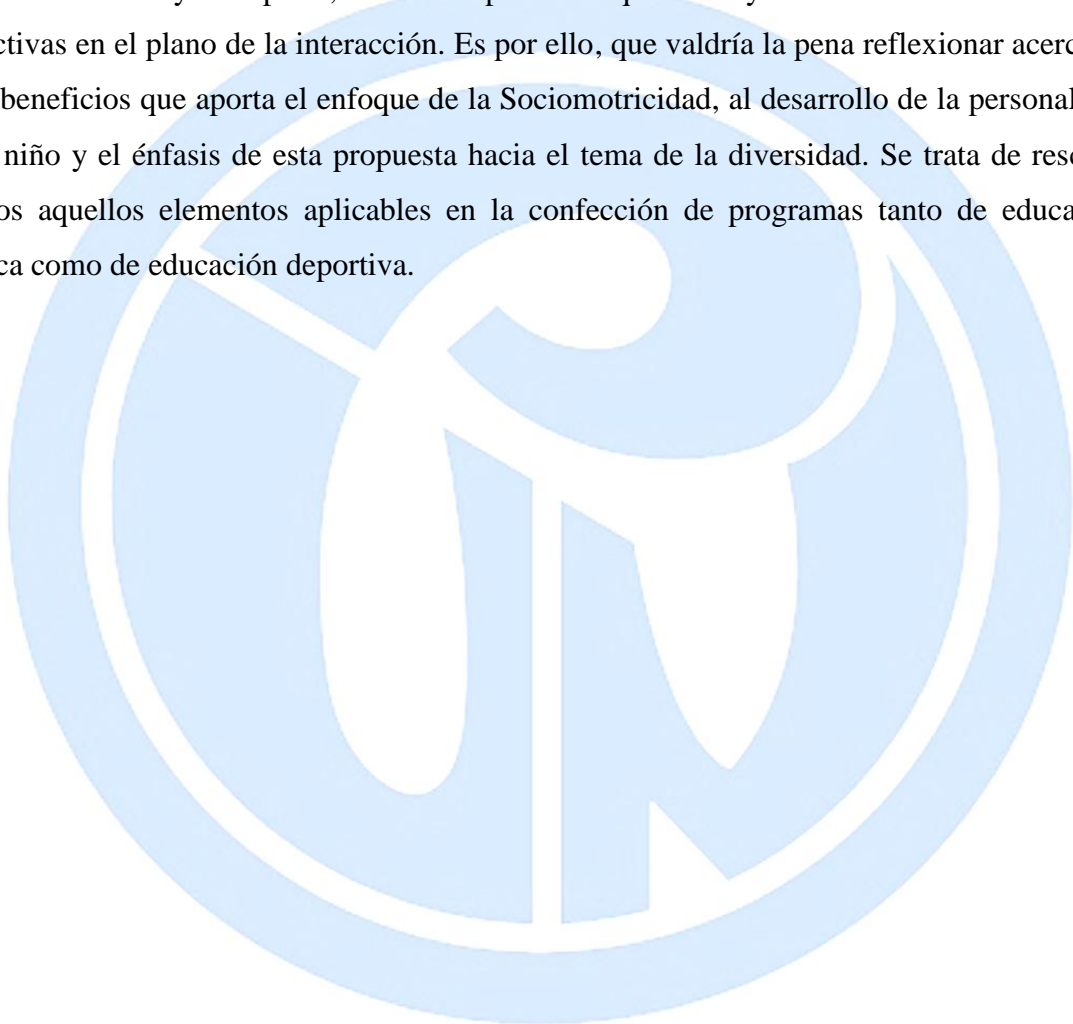 ctivas en el plano de la interacción. Es por ello, que valdría la pena reflexionar acerc
beneficios que aporta el enfoque de la Sociomotricidad, al desarrollo de la personal
niño y el énfasis de esta propuesta hacia el tema de la diversidad. Se trata de resc
os aquellos elementos aplicables en la confección de programas tanto de educa
ca como de educación deportiva.